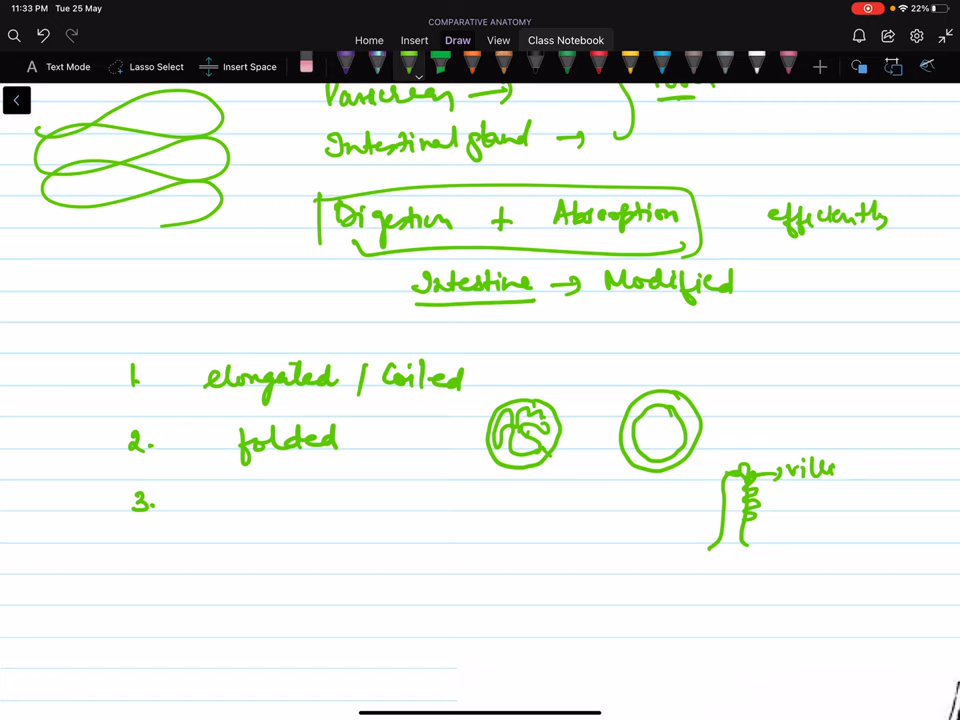 11:33 PM Tue 25 May
22%
COMPARATIVE ANATOMY
Home Insert Draw View Class Notebook
Text Mode Lasso Select Insert Space
Pancreas →
Intestinal gland →
Digestion + Absorption efficiently
Intestine → Modified
1. elongated / Coiled
2. folded
→ villi
3.